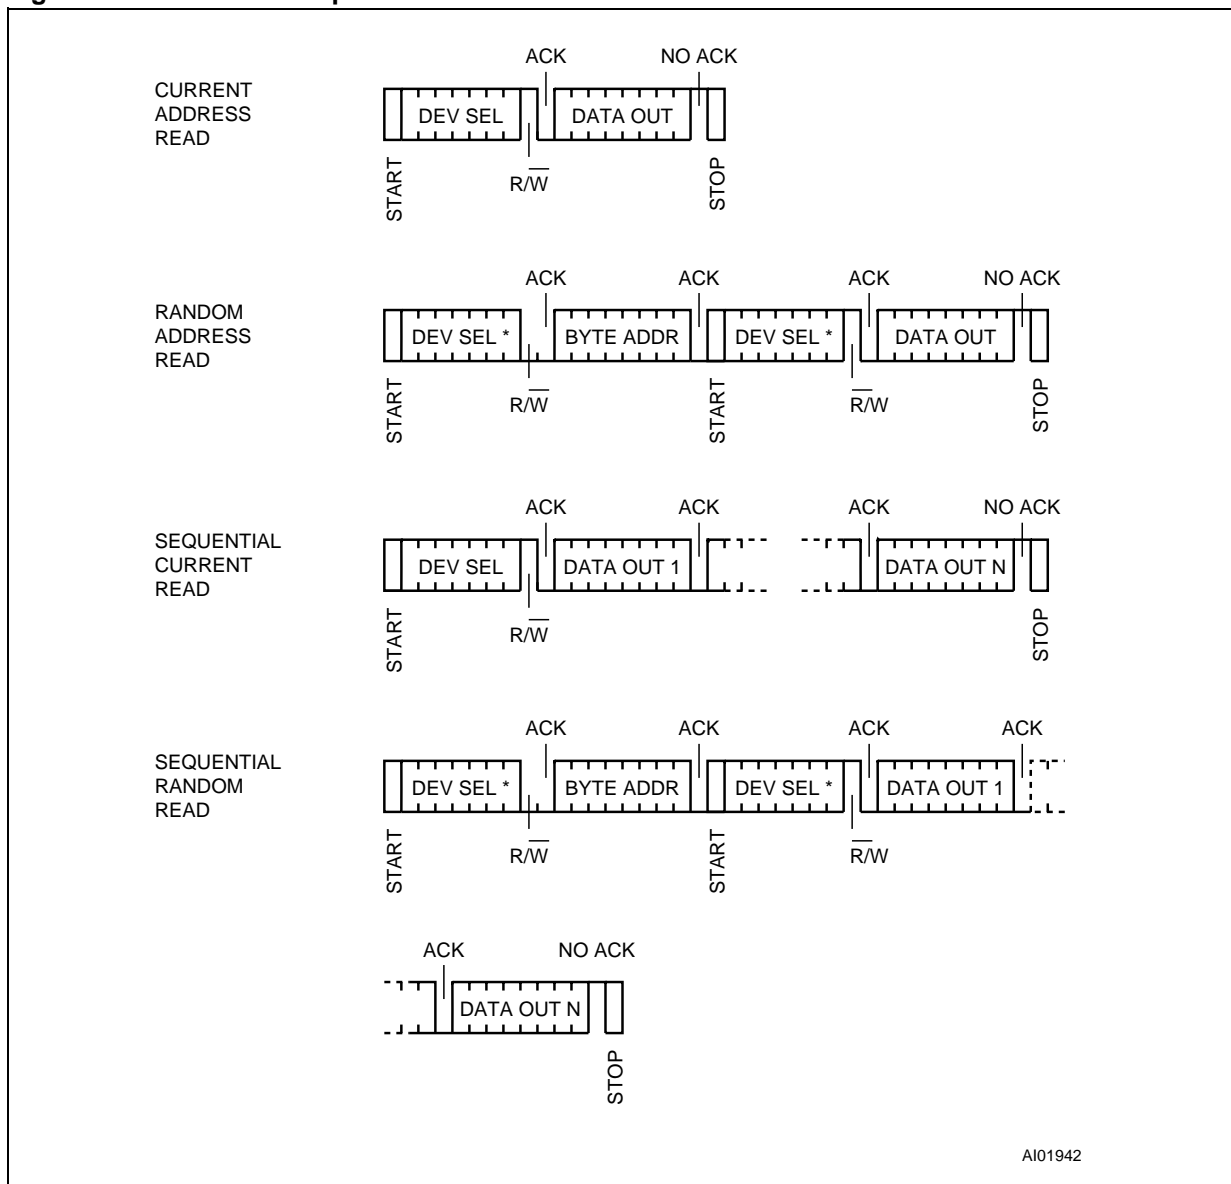 CURRENT
ADDRESS
READ
ACK NO ACK
DEV SEL DATA OUT
START R/W̅ STOP
RANDOM
ADDRESS
READ
ACK ACK ACK NO ACK
DEV SEL * BYTE ADDR DEV SEL * DATA OUT
START R/W̅ START R̅/W STOP
SEQUENTIAL
CURRENT
READ
ACK ACK ACK NO ACK
DEV SEL DATA OUT 1 DATA OUT N
START R/W̅ STOP
SEQUENTIAL
RANDOM
READ
ACK ACK ACK ACK
DEV SEL * BYTE ADDR DEV SEL * DATA OUT 1
START R/W̅ START R̅/W
ACK NO ACK
DATA OUT N
STOP
AI01942